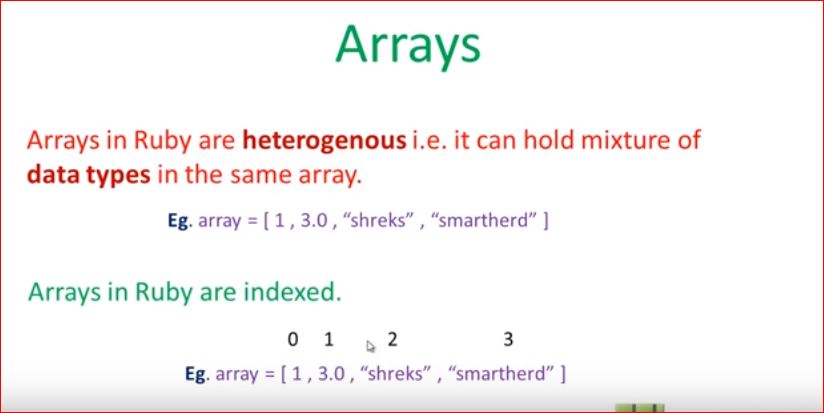 Arrays
Arrays in Ruby are heterogenous i.e. it can hold mixture of
data types in the same array.
Eg. array = [ 1 , 3.0 , “shreks” , “smartherd” ]
Arrays in Ruby are indexed.
0 1 2 3
Eg. array = [ 1 , 3.0 , “shreks” , “smartherd” ]